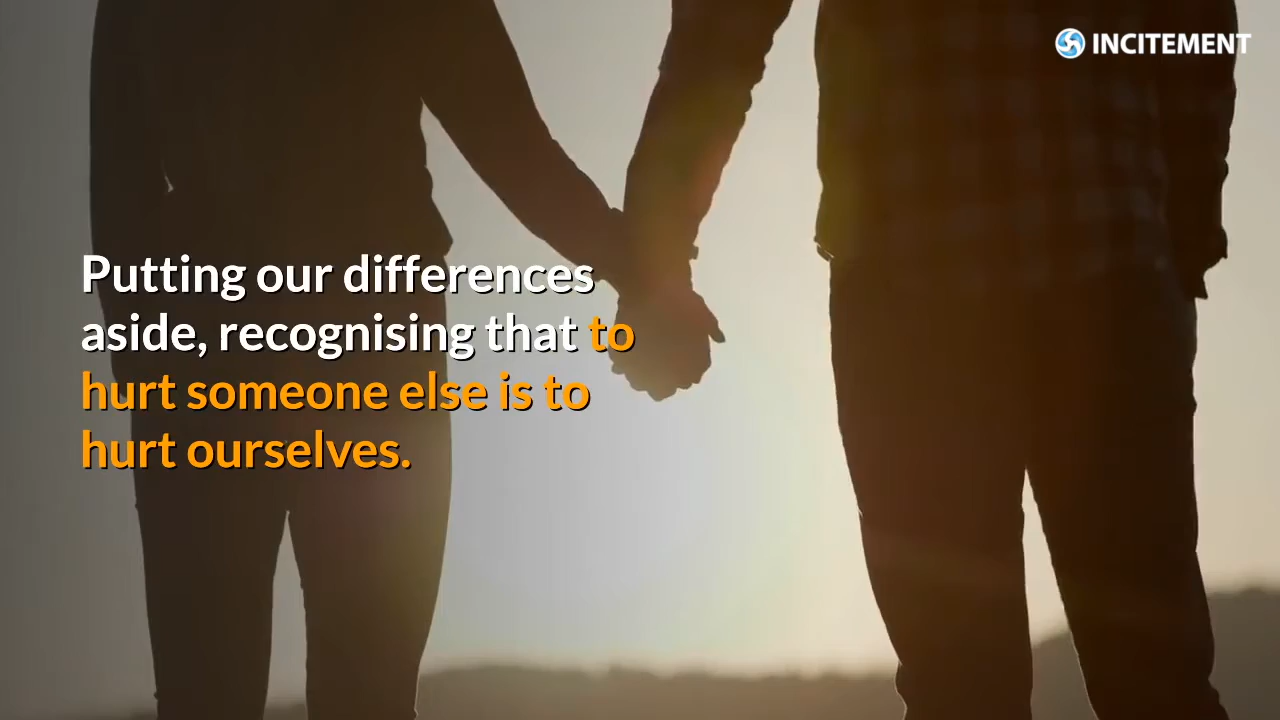 INCITEMENT
Putting our differences
aside, recognising that to
hurt someone else is to
hurt ourselves.